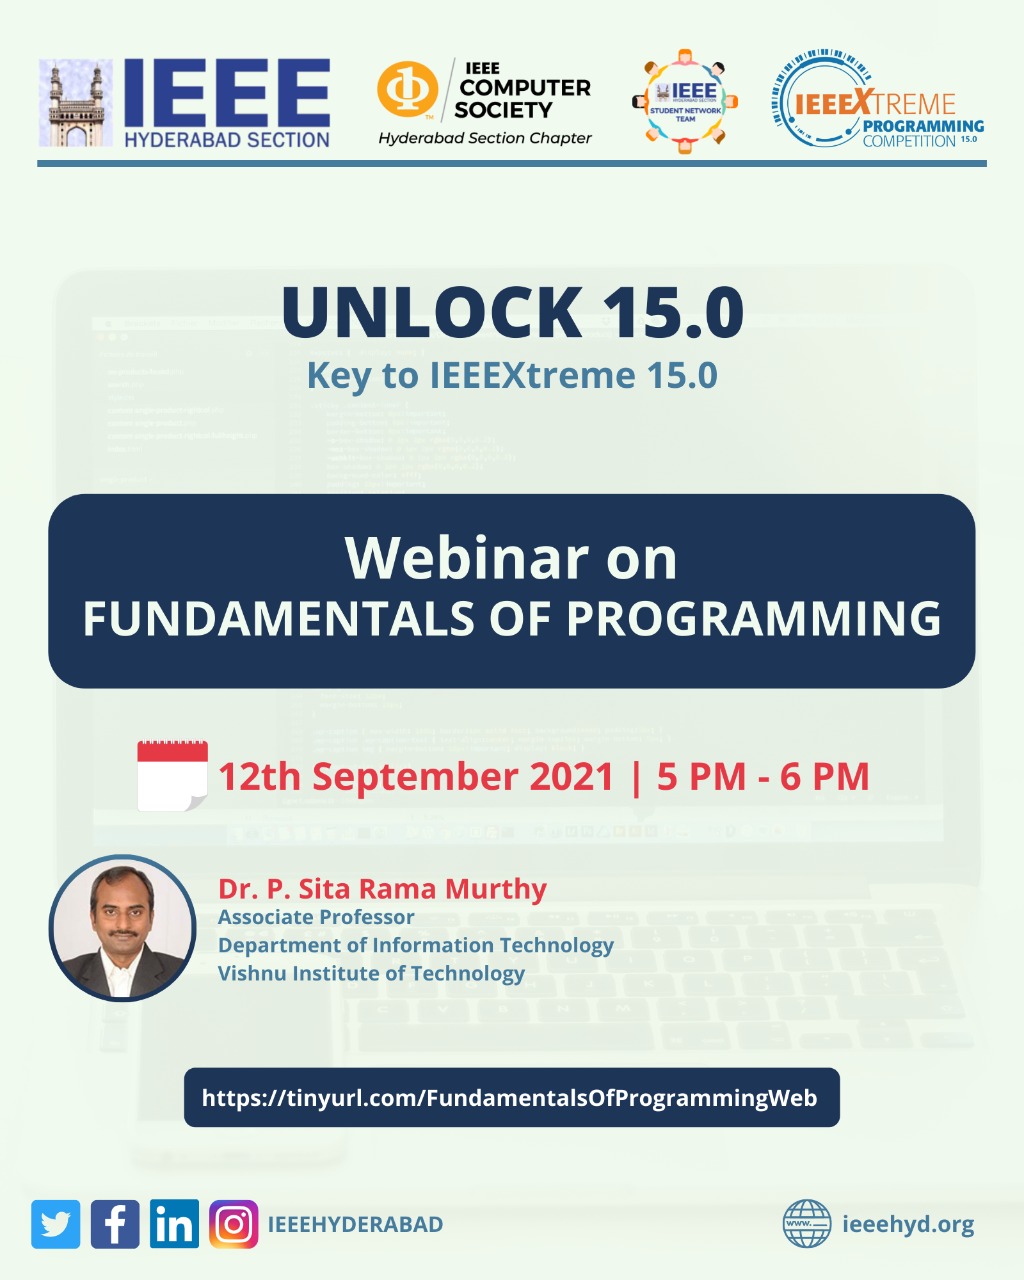 IEEE
HYDERABAD SECTION
IEEE
COMPUTER
SOCIETY
TM
Hyderabad Section Chapter
IEEE
HYDERABAD SECTION
STUDENT NETWORK
TEAM
IEEEXTREME
PROGRAMMING
COMPETITION 15.0
UNLOCK 15.0
Key to IEEEXtreme 15.0
Webinar on
FUNDAMENTALS OF PROGRAMMING
12th September 2021 | 5 PM - 6 PM
Dr. P. Sita Rama Murthy
Associate Professor
Department of Information Technology
Vishnu Institute of Technology
https://tinyurl.com/FundamentalsOfProgrammingWeb
IEEEHYDERABAD
www.
ieeehyd.org